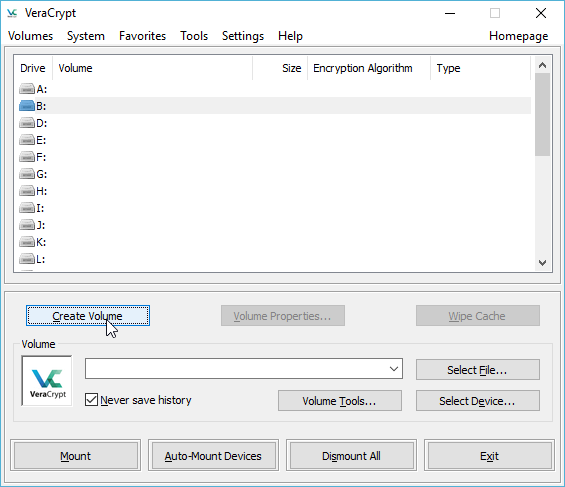 VeraCrypt
Volumes System Favorites Tools Settings Help Homepage
Drive Volume Size Encryption Algorithm Type
A:
B:
D:
E:
F:
G:
H:
I:
J:
K:
L:
Create Volume Volume Properties... Wipe Cache
Volume
VeraCrypt
Select File...
Never save history Volume Tools... Select Device...
Mount Auto-Mount Devices Dismount All Exit